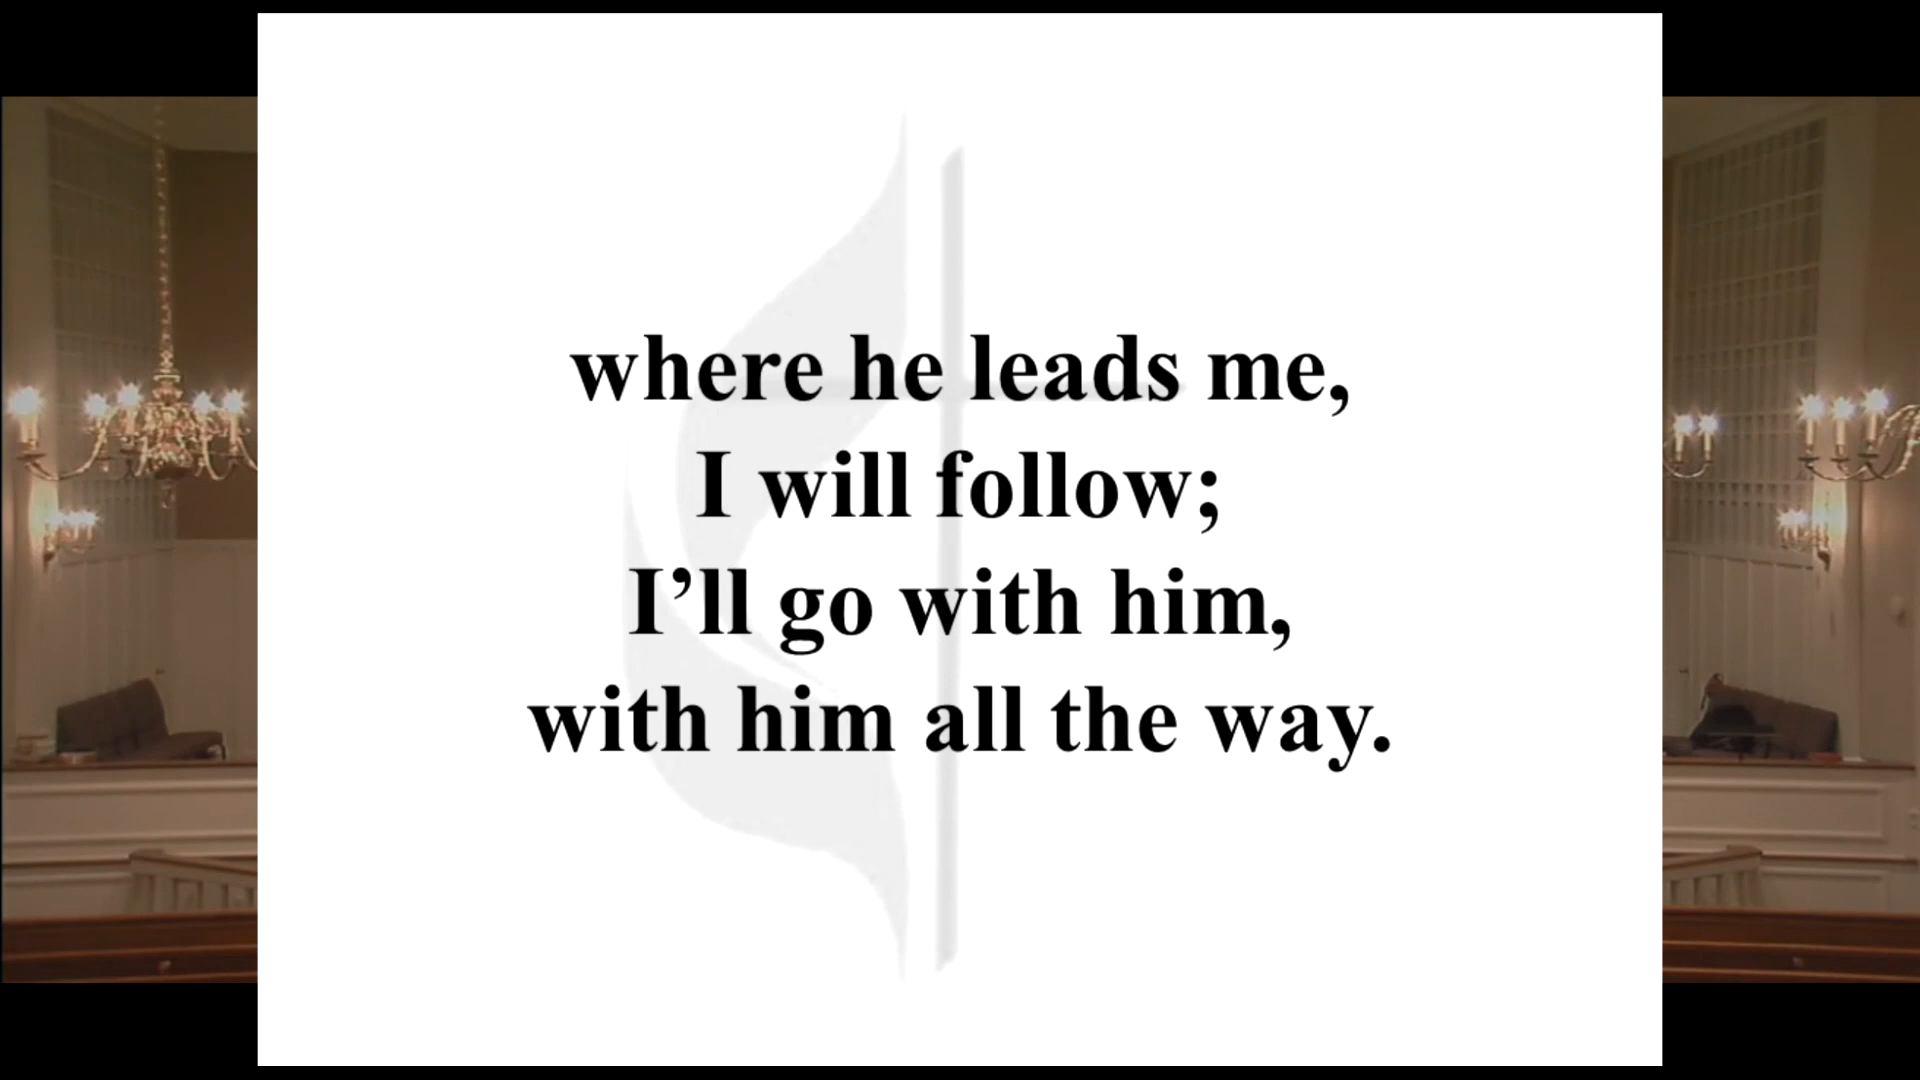 where he leads me,
I will follow;
I’ll go with him,
with him all the way.